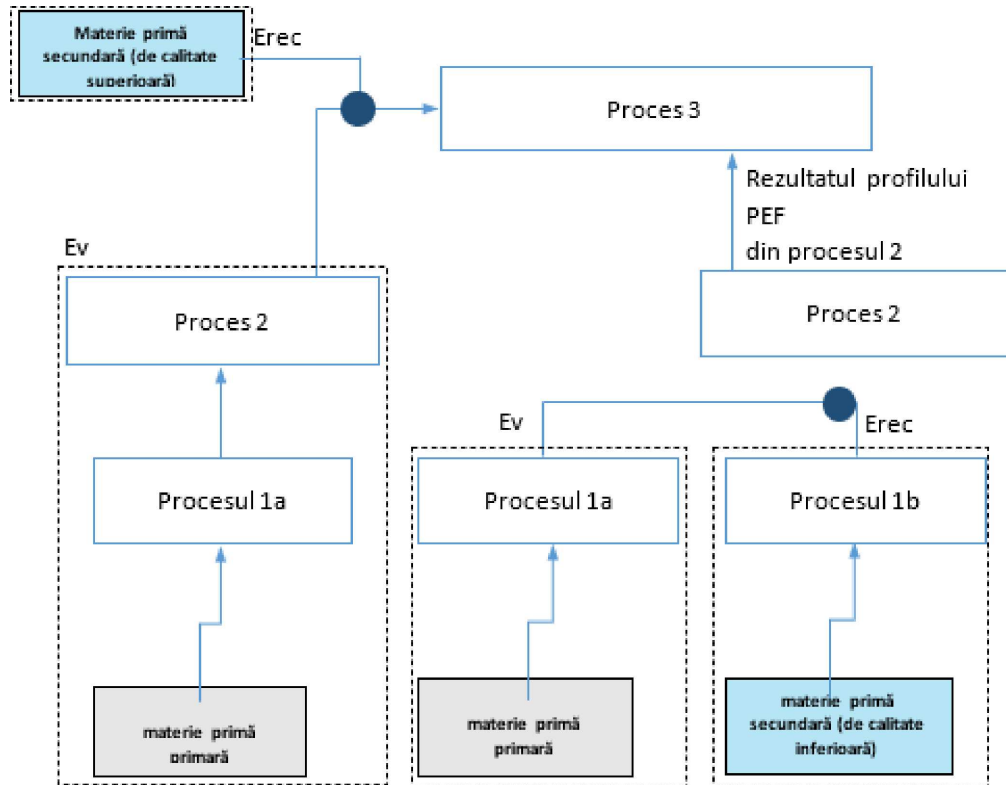 Materie primă
secundară (de calitate
superioară)
Erec
Proces 3
Rezultatul profilului
PEF
din procesul 2
Ev
Proces 2
Proces 2
Ev
Erec
Procesul 1a
Procesul 1a
Procesul 1b
materie primă
primară
materie primă
primară
materie primă
secundară (de calitate
inferioară)